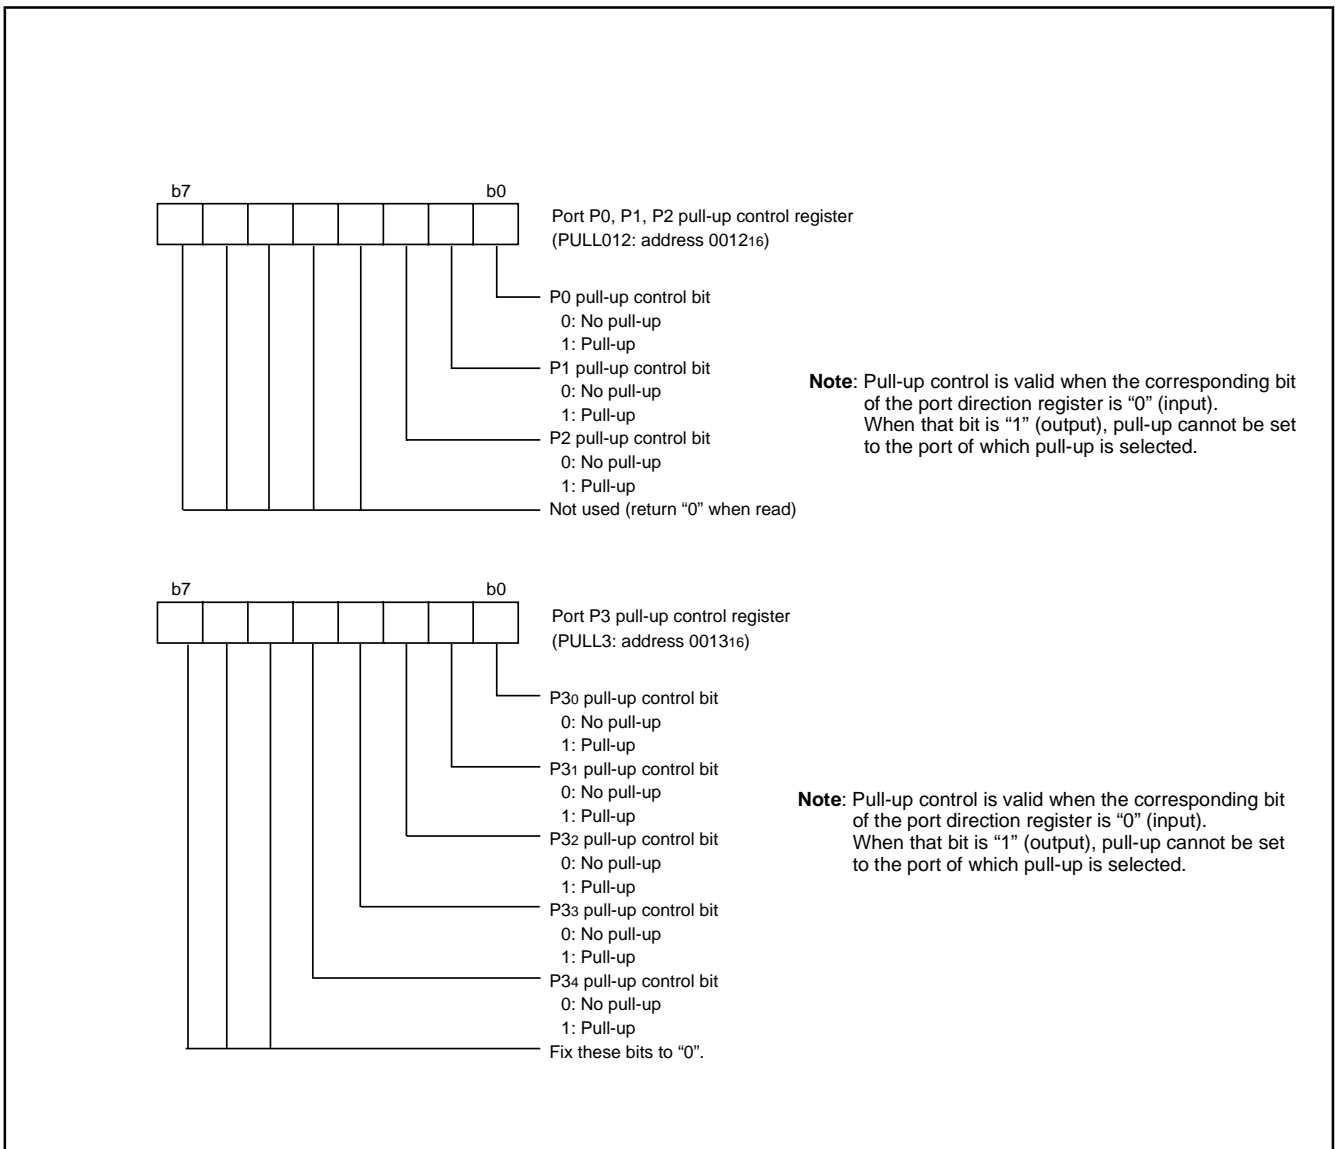 b7 b0
Port P0, P1, P2 pull-up control register
(PULL012: address 001216)
P0 pull-up control bit
0: No pull-up
1: Pull-up
P1 pull-up control bit
0: No pull-up
1: Pull-up
P2 pull-up control bit
0: No pull-up
1: Pull-up
Not used (return “0” when read)
Note: Pull-up control is valid when the corresponding bit
of the port direction register is “0” (input).
When that bit is “1” (output), pull-up cannot be set
to the port of which pull-up is selected.
b7 b0
Port P3 pull-up control register
(PULL3: address 001316)
P30 pull-up control bit
0: No pull-up
1: Pull-up
P31 pull-up control bit
0: No pull-up
1: Pull-up
P32 pull-up control bit
0: No pull-up
1: Pull-up
P33 pull-up control bit
0: No pull-up
1: Pull-up
P34 pull-up control bit
0: No pull-up
1: Pull-up
Fix these bits to “0”.
Note: Pull-up control is valid when the corresponding bit
of the port direction register is “0” (input).
When that bit is “1” (output), pull-up cannot be set
to the port of which pull-up is selected.